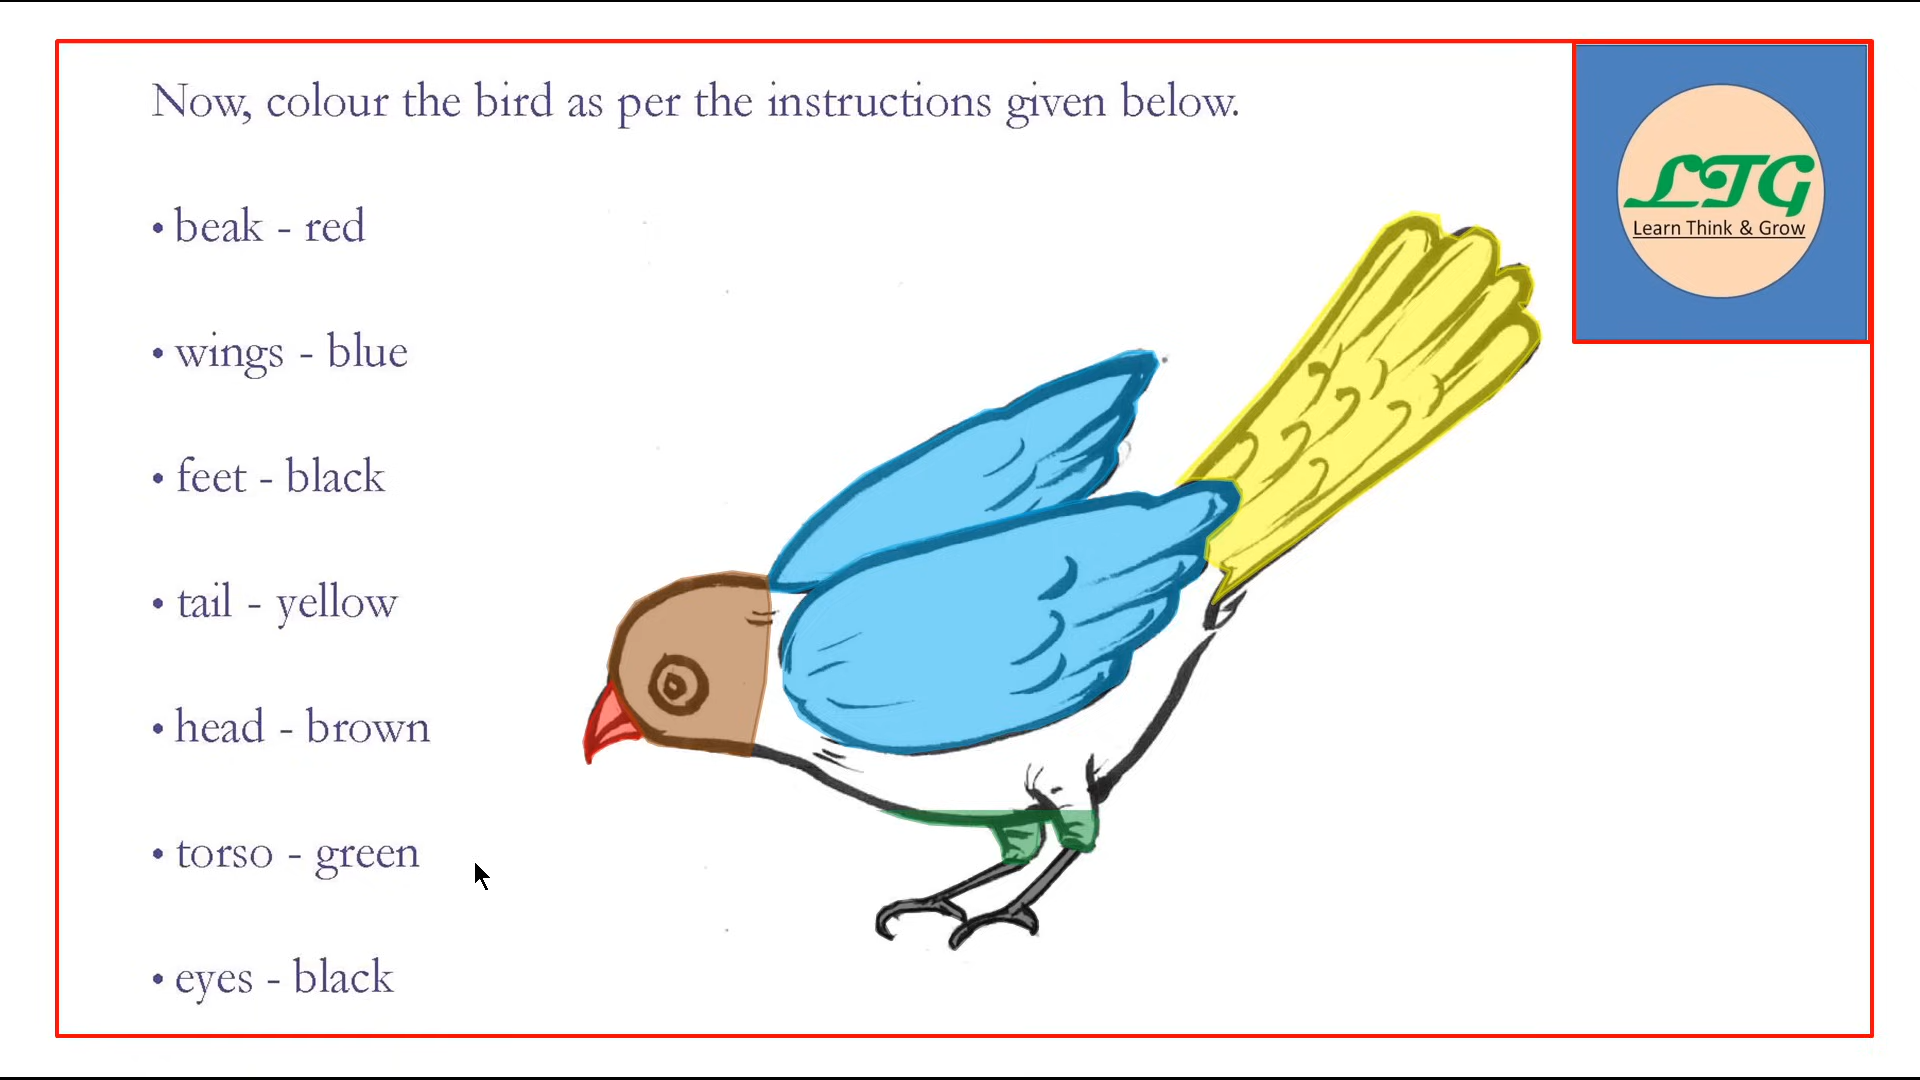 Now, colour the bird as per the instructions given below.
• beak - red
• wings - blue
• feet - black
• tail - yellow
• head - brown
• torso - green
• eyes - black
LTG
Learn Think & Grow